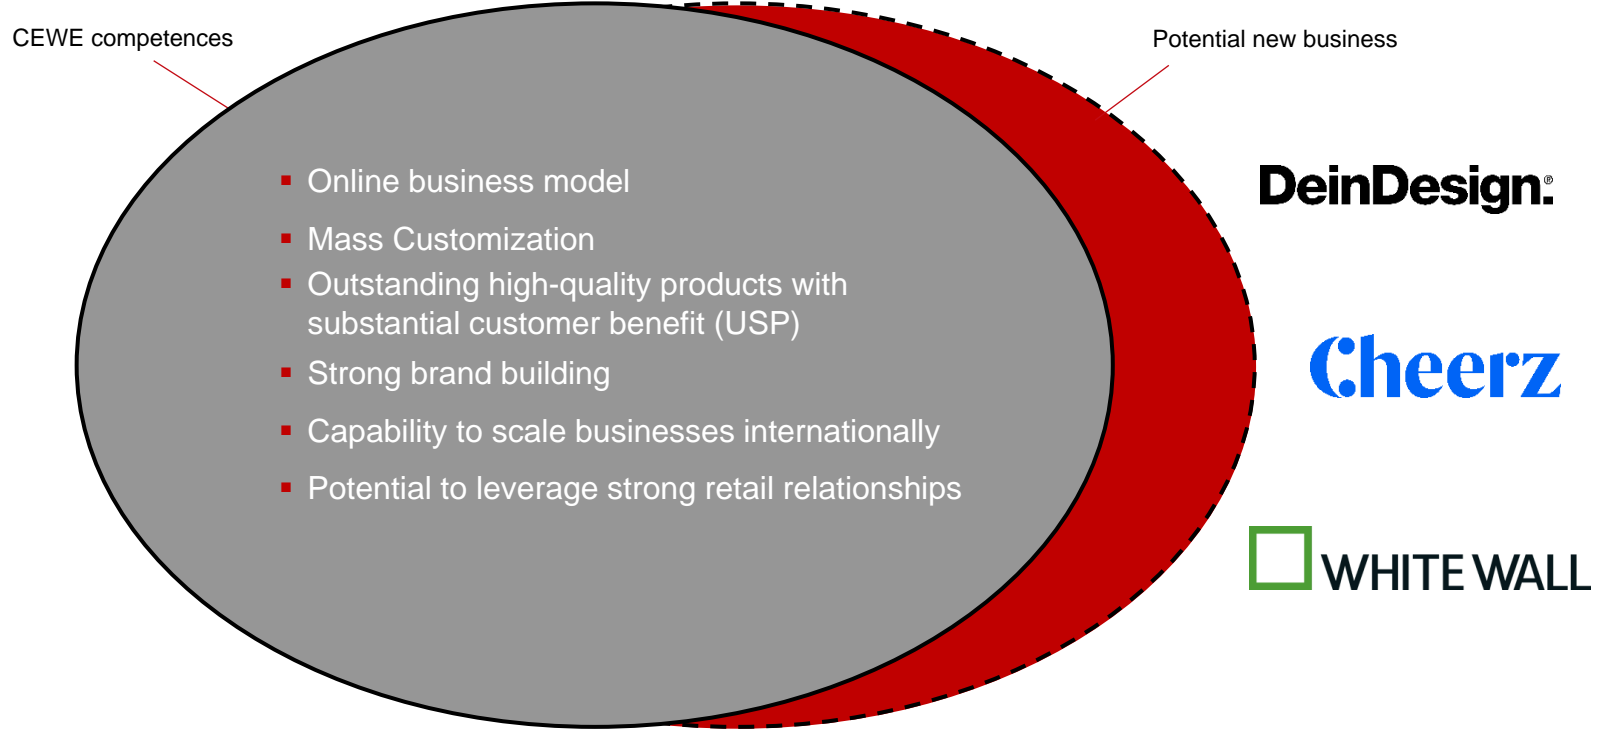 CEWE competences
Potential new business
Online business model
Mass Customization
Outstanding high-quality products with
substantial customer benefit (USP)
Strong brand building
Capability to scale businesses internationally
Potential to leverage strong retail relationships
DeinDesign.:®
Cheerz
WHITE WALL